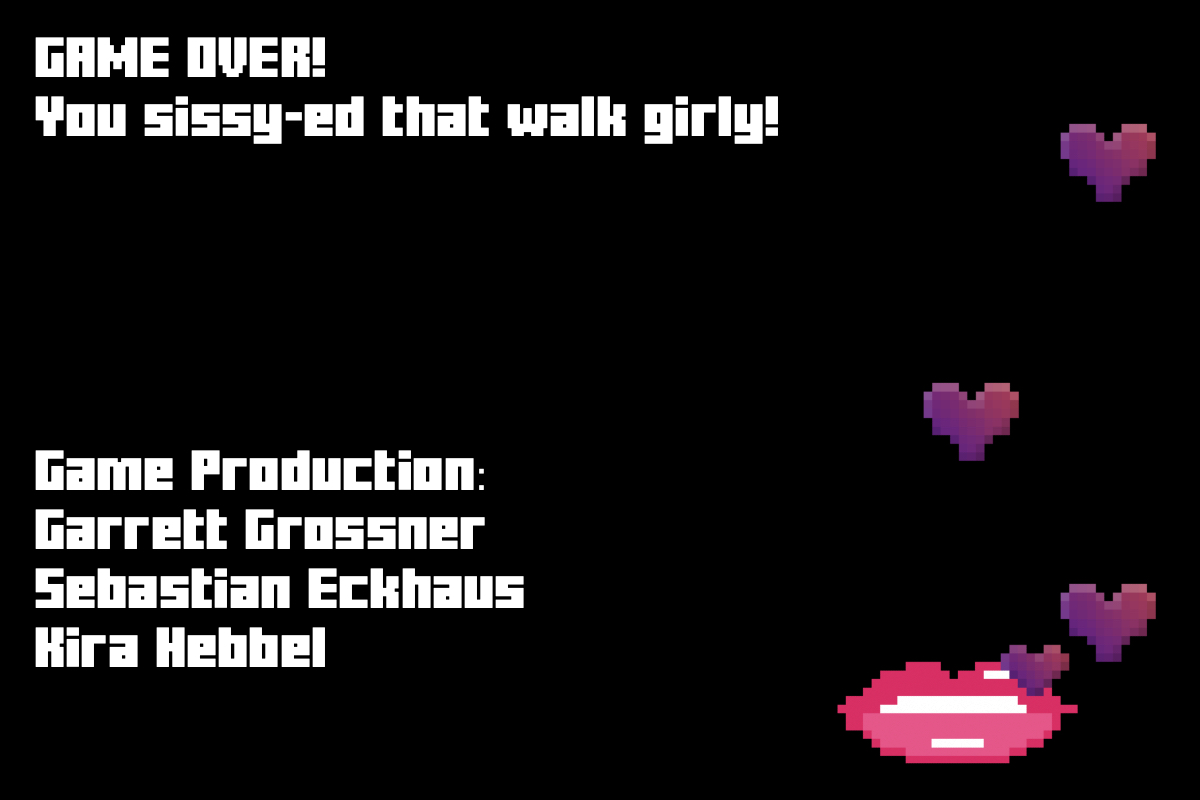 GAME OVER!
You sissy-ed that walk girly!
Game Production:
Garrett Grossner
Sebastian Eckhaus
Kira Hebbel